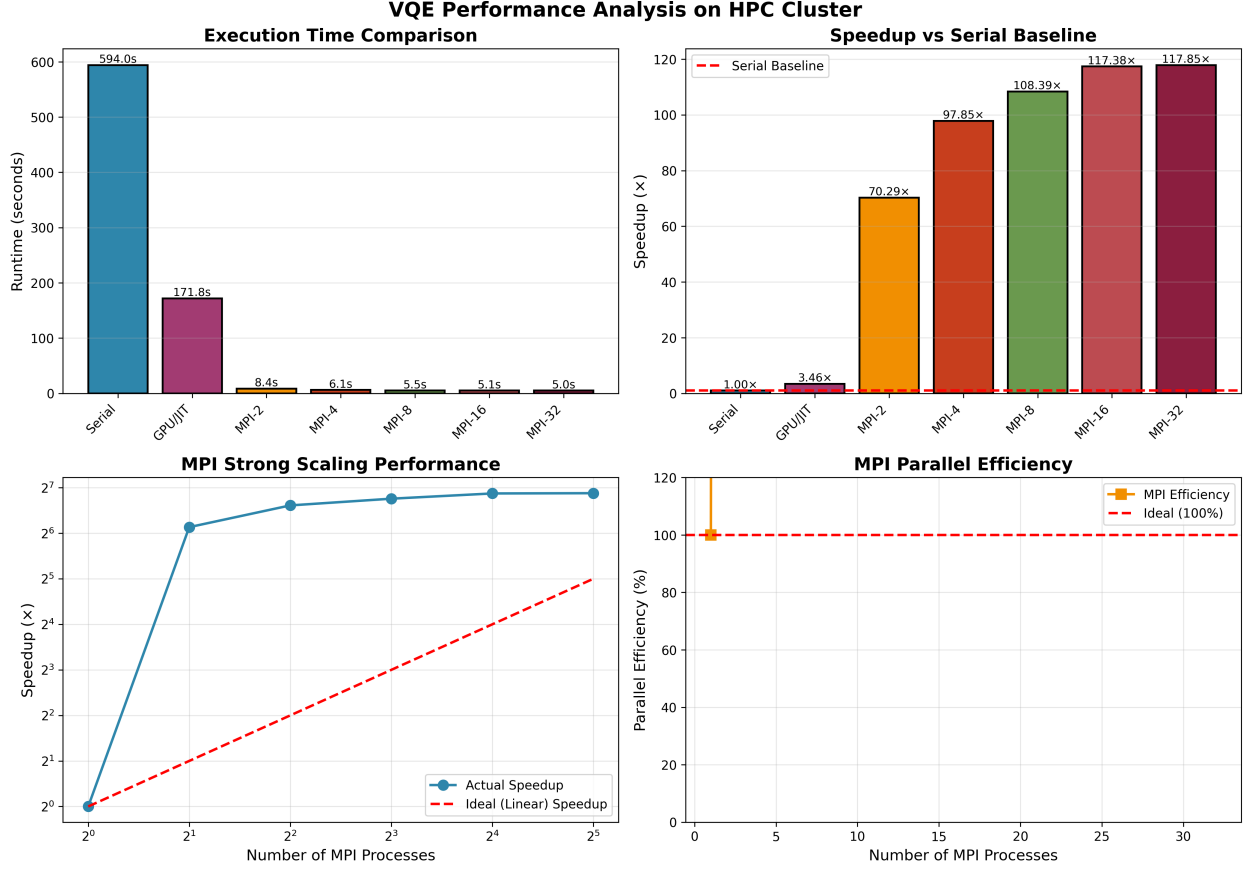 VQE Performance Analysis on HPC Cluster
Execution Time Comparison
Runtime (seconds)
600
500
400
300
200
100
0
594.0s
171.8s
8.4s
6.1s
5.5s
5.1s
5.0s
Serial
GPU/JIT
MPI-2
MPI-4
MPI-8
MPI-16
MPI-32
Speedup vs Serial Baseline
Serial Baseline
Speedup (×)
120
100
80
60
40
20
0
1.00×
3.46×
70.29×
97.85×
108.39×
117.38×
117.85×
Serial
GPU/JIT
MPI-2
MPI-4
MPI-8
MPI-16
MPI-32
MPI Strong Scaling Performance
Speedup (×)
2⁷
2⁶
2⁵
2⁴
2³
2²
2¹
2⁰
Actual Speedup
Ideal (Linear) Speedup
2⁰
2¹
2²
2³
2⁴
2⁵
Number of MPI Processes
MPI Parallel Efficiency
MPI Efficiency
Ideal (100%)
Parallel Efficiency (%)
120
100
80
60
40
20
0
0
5
10
15
20
25
30
Number of MPI Processes